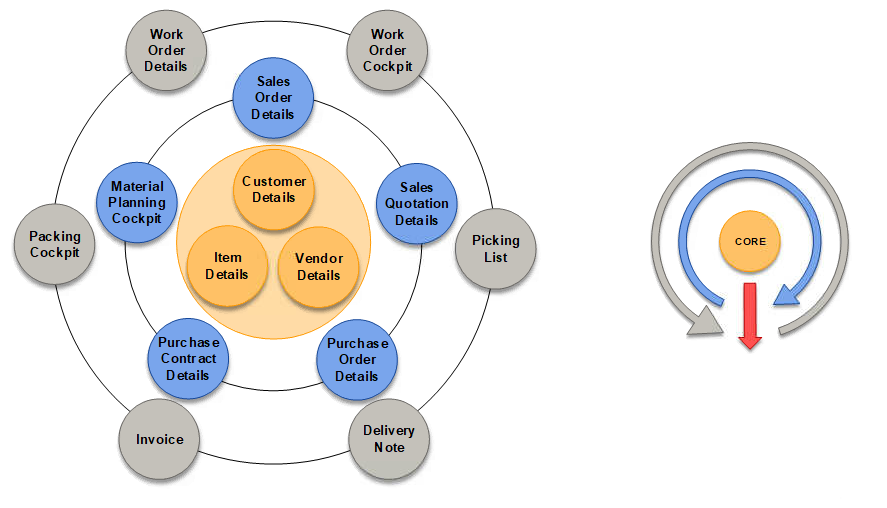 Work
Order
Details
Work
Order
Cockpit
Sales
Order
Details
Material
Planning
Cockpit
Customer
Details
Sales
Quotation
Details
Packing
Cockpit
Item
Details
Vendor
Details
Picking
List
CORE
Purchase
Contract
Details
Purchase
Order
Details
Invoice
Delivery
Note